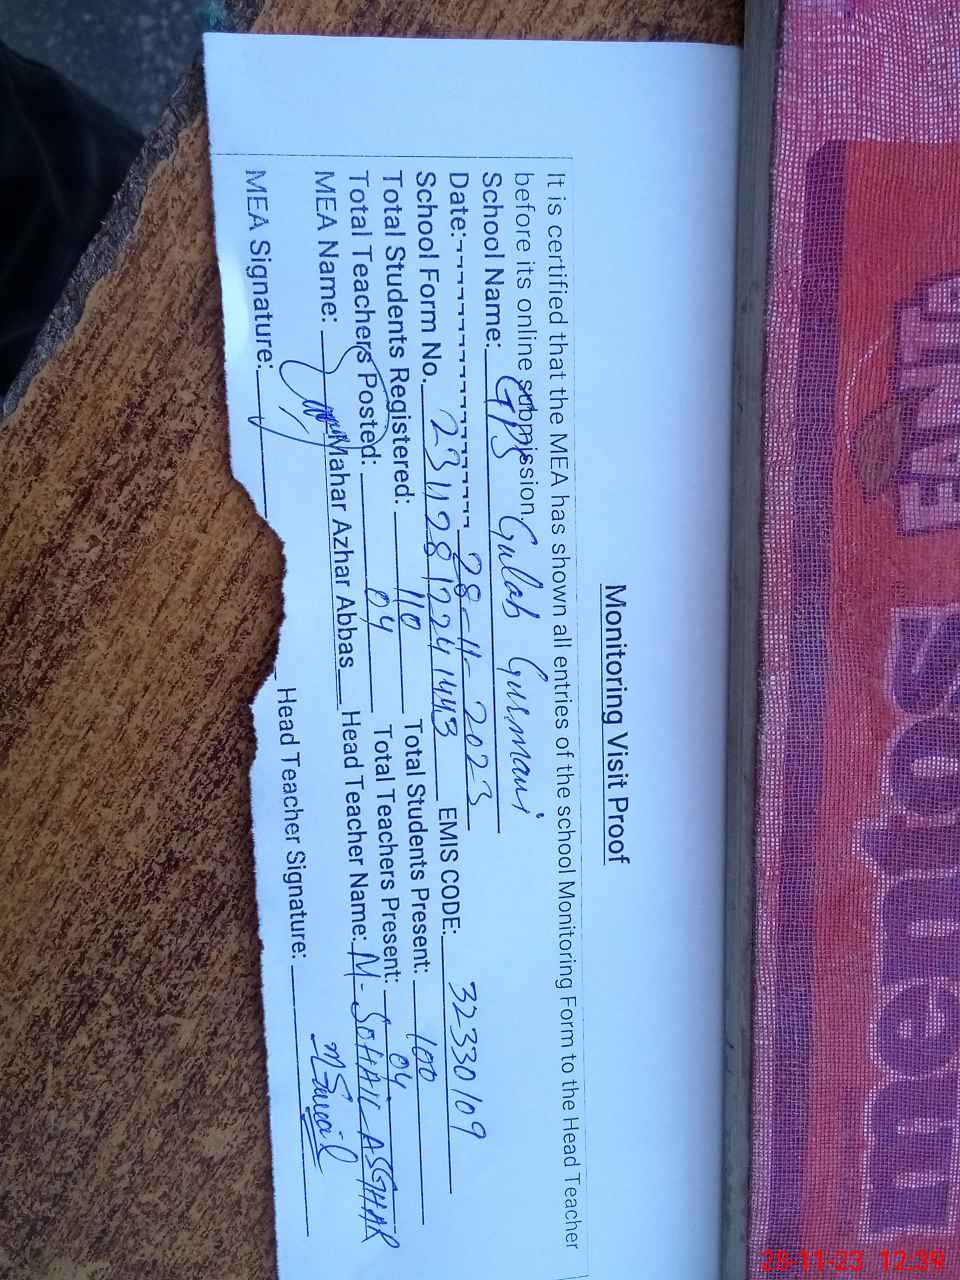 Monitoring Visit Proof
It is certified that the MEA has shown all entries of the school Monitoring Form to the Head Teacher
before its online submission
School Name: GPS Gulab Gurmani
Date:- 28-11-2023 EMIS CODE: 32330109
School Form No. 231128122241443 Total Students Present: 100
Total Students Registered: 110 Total Teachers Present: 04
Total Teachers Posted: 04 Head Teacher Name: M-SOHAIL ASGHAR
MEA Name: Mahar Azhar Abbas
MEA Signature: Head Teacher Signature: M Sohail
mentos
28-11-23 12:39